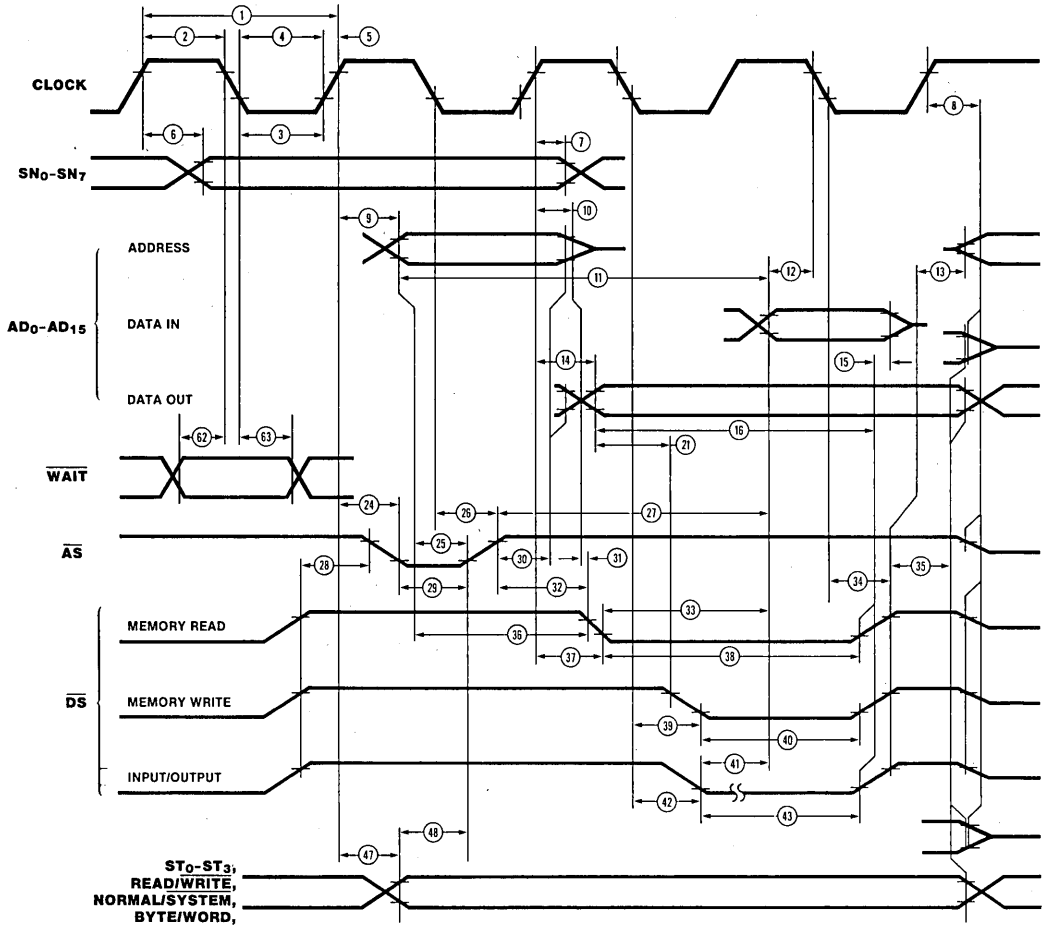 1
2 4 5
CLOCK
8
6 3 7
SN0-SN7
9 10
ADDRESS
11 12 13
AD0-AD15
DATA IN
14 15
DATA OUT
16
62 63 21
WAIT
24 26 27
25
AS
28 30 31
29 32 34 35
33
MEMORY READ
36
37 38
DS
MEMORY WRITE
39 40
41
INPUT/OUTPUT
42 43
48
47
ST0-ST3,
READ/WRITE,
NORMAL/SYSTEM,
BYTE/WORD,